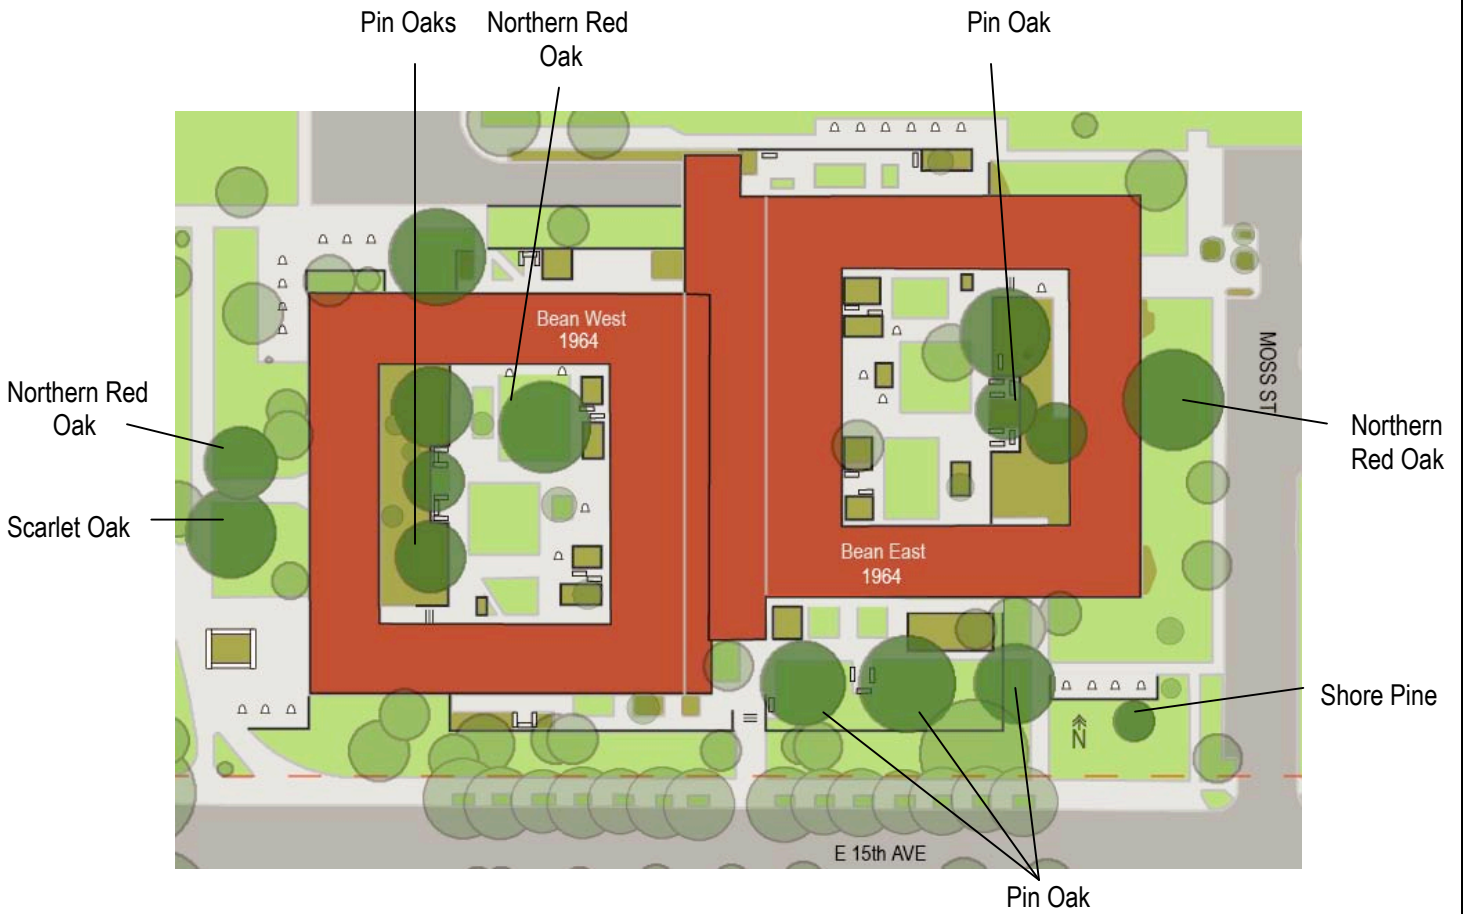 Pin Oaks
Northern Red
Oak
Pin Oak
Bean West
1964
MOSS ST
Northern Red
Oak
Northern
Red Oak
Scarlet Oak
Bean East
1964
Shore Pine
N
E 15th AVE
Pin Oak